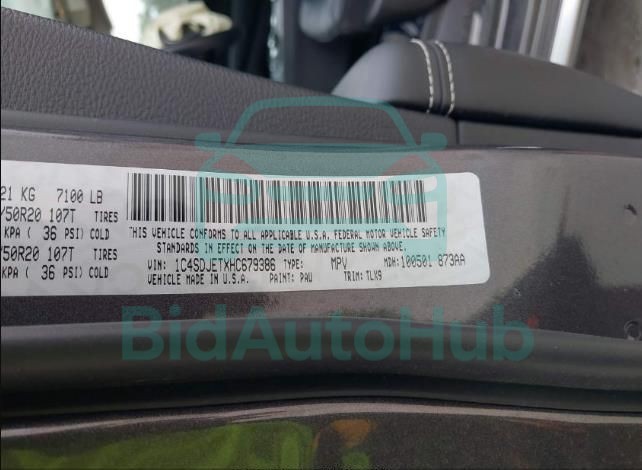 21 KG 7100 LB
50R20 107T TIRES
KPA ( 36 PSI) COLD
50R20 107T TIRES
KPA ( 36 PSI) COLD
THIS VEHICLE CONFORMS TO ALL APPLICABLE U.S.A. FEDERAL MOTOR VEHICLE SAFETY
STANDARDS IN EFFECT ON THE DATE OF MANUFACTURE SHOWN ABOVE.
VIN: 1C4SDJETXHC679386 TYPE: MPV MDH: 100501 873AA
VEHICLE MADE IN U.S.A. PAINT: PAU TRIM: TLX9
BidAutoHub